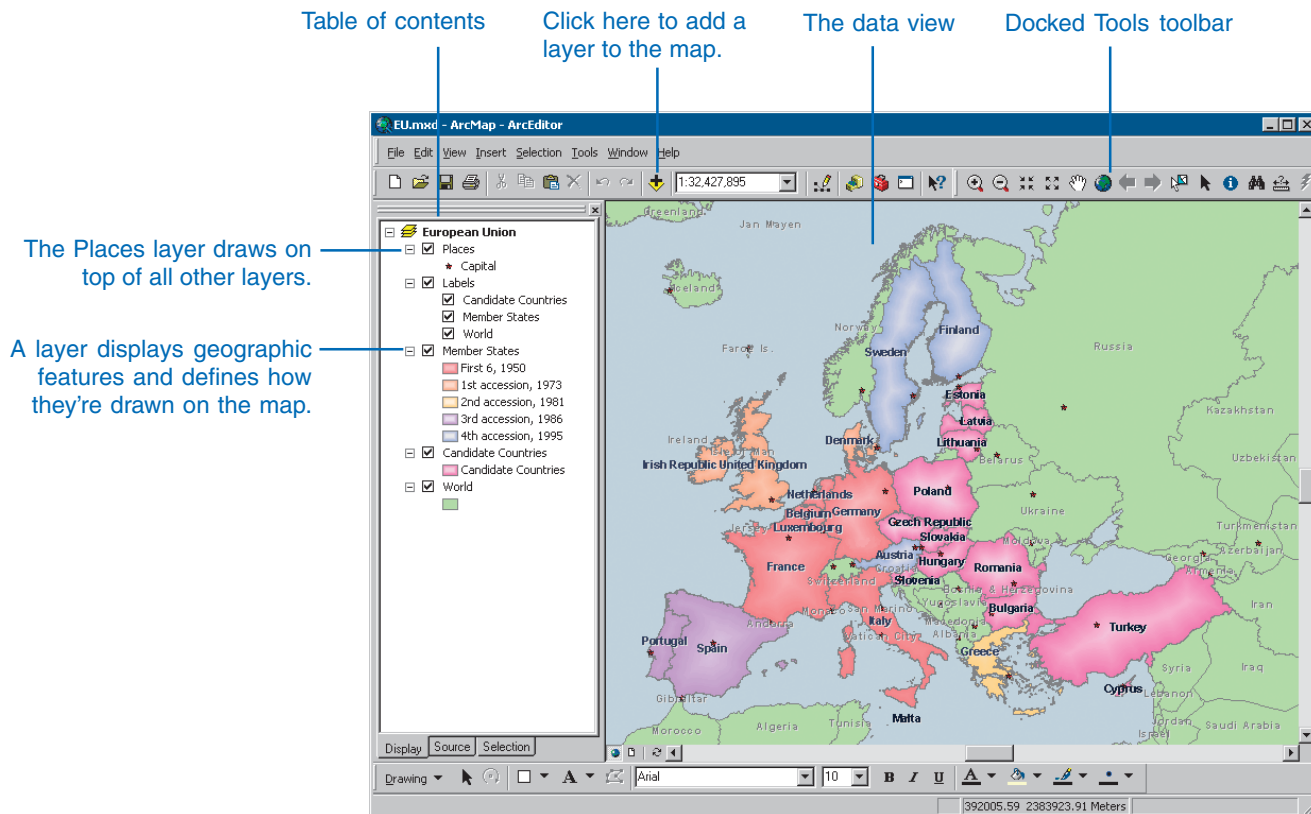 Table of contents
Click here to add a
layer to the map.
The data view
Docked Tools toolbar
The Places layer draws on
top of all other layers.
A layer displays geographic
features and defines how
they're drawn on the map.
EU.mxd - ArcMap - ArcEditor
File Edit View Insert Selection Tools Window Help
1:32,427,895
European Union
Places
Capital
Labels
Candidate Countries
Member States
World
Member States
First 6, 1950
1st accession, 1973
2nd accession, 1981
3rd accession, 1986
4th accession, 1995
Candidate Countries
Candidate Countries
World
Display Source Selection
Greenland
Jan Mayen
Iceland
Norway
Finland
Faroe Is.
Sweden
Russia
Estonia
Latvia
Kazakhstan
Ireland
Denmark
Lithuania
Isle of Man
Belarus
Uzbekistan
Irish Republic United Kingdom
Netherlands
Poland
Belgium Germany
Ukraine
Jersey
Luxembourg
Czech Republic
Turkmenistan
Slovakia
Moldova
Austria
Azerbaijan
France
Hungary
Romania
Georgia
Croatia
Armenia
Switzerland
Slovenia
Bosnia & Herzegovina
Yugoslavia
Iran
Monaco San Marino
Bulgaria
Andorra
Italy
Macedonia
Turkey
Portugal
Spain
Vatican City
Albania
Greece
Syria
Iraq
Cyprus
Lebanon
Gibraltar
Malta
Jordan
Morocco
Algeria
Tunisia
Israel
Saudi Arabia
Drawing
A
Arial
10
B I U A
392005.59 2383923.91 Meters